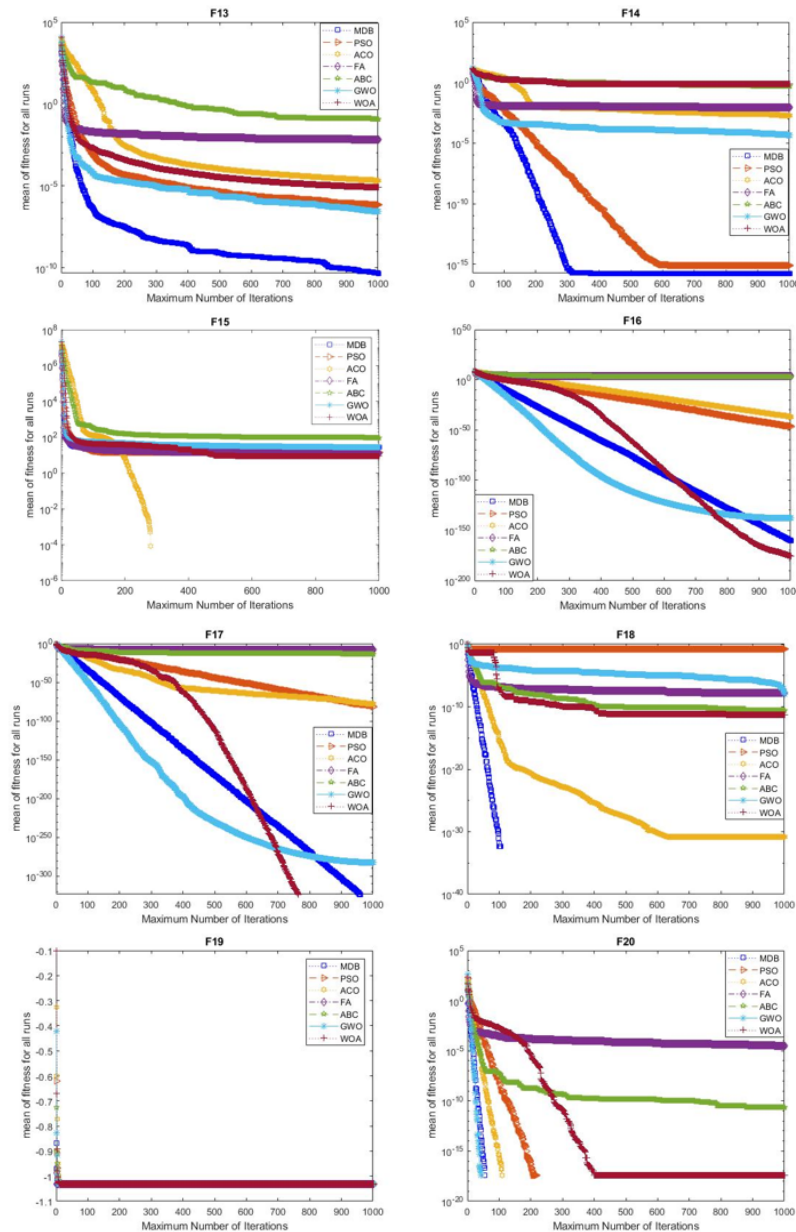 F13
mean of fitness for all runs
10^5
10^0
10^-5
10^-10
MDB
PSO
ACO
FA
ABC
GWO
WOA
0 100 200 300 400 500 600 700 800 900 1000
Maximum Number of Iterations
F14
mean of fitness for all runs
10^5
10^0
10^-5
10^-10
10^-15
MDB
PSO
ACO
FA
ABC
GWO
WOA
0 100 200 300 400 500 600 700 800 900 1000
Maximum Number of Iterations
F15
mean of fitness for all runs
10^8
10^6
10^4
10^2
10^0
10^-2
10^-4
10^-6
MDB
PSO
ACO
FA
ABC
GWO
WOA
0 200 400 600 800 1000
Maximum Number of Iterations
F16
mean of fitness for all runs
10^50
10^0
10^-50
10^-100
10^-150
10^-200
MDB
PSO
ACO
FA
ABC
GWO
WOA
0 100 200 300 400 500 600 700 800 900 1000
Maximum Number of Iterations
F17
mean of fitness for all runs
10^0
10^-50
10^-100
10^-150
10^-200
10^-250
10^-300
MDB
PSO
ACO
FA
ABC
GWO
WOA
0 100 200 300 400 500 600 700 800 900 1000
Maximum Number of Iterations
F18
mean of fitness for all runs
10^0
10^-10
10^-20
10^-30
10^-40
MDB
PSO
ACO
FA
ABC
GWO
WOA
0 100 200 300 400 500 600 700 800 900 1000
Maximum Number of Iterations
F19
mean of fitness for all runs
-0.1
-0.2
-0.3
-0.4
-0.5
-0.6
-0.7
-0.8
-0.9
-1
-1.1
MDB
PSO
ACO
FA
ABC
GWO
WOA
0 100 200 300 400 500 600 700 800 900 1000
Maximum Number of Iterations
F20
mean of fitness for all runs
10^5
10^0
10^-5
10^-10
10^-15
10^-20
MDB
PSO
ACO
FA
ABC
GWO
WOA
0 100 200 300 400 500 600 700 800 900 1000
Maximum Number of Iterations